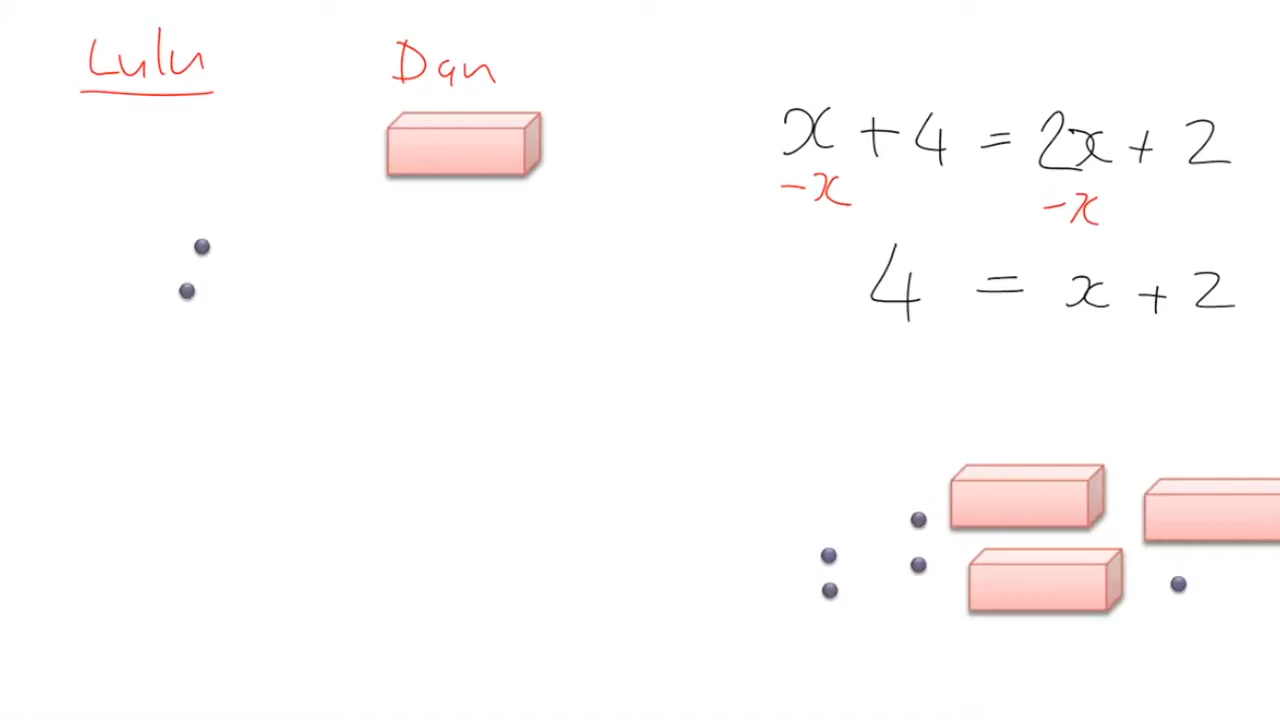 Lulu
Dan
x + 4 = 2x + 2
-x -x
4 = x + 2